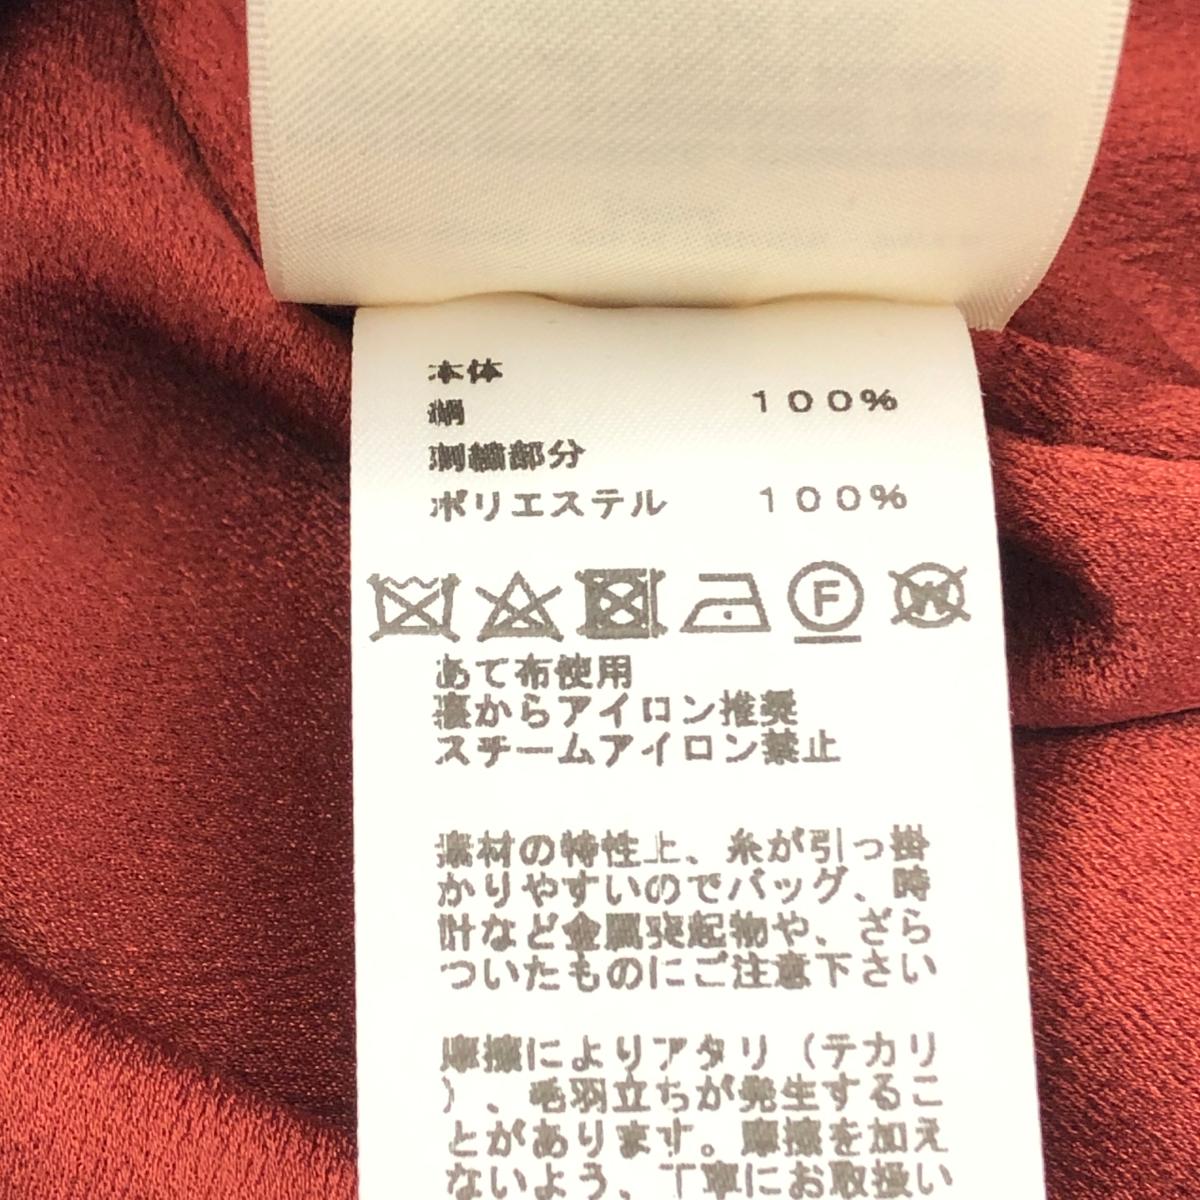 本体
絹 100%
刺繍部分
ポリエステル 100%
F W
あて布使用
裏からアイロン推奨
スチームアイロン禁止
素材の特性上、糸が引っ掛
かりやすいのでバッグ、時
計など金属突起物や、ざら
ついたものにご注意下さい
摩擦によりアタリ(テカリ
)、毛羽立ちが発生するこ
とがあります。摩擦を加え
ないよう、丁寧にお取扱い